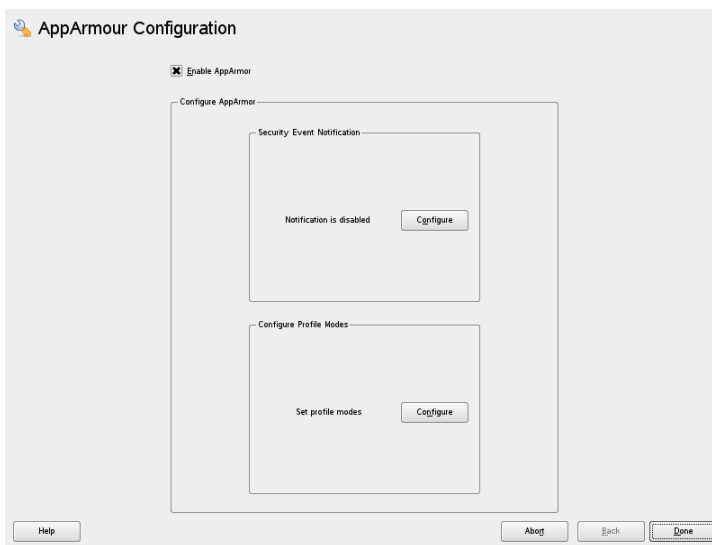 AppArmour Configuration
Enable AppArmor
Configure AppArmor
Security Event Notification
Notification is disabled
Configure
Configure Profile Modes
Set profile modes
Configure
Help
Abort
Back
Done